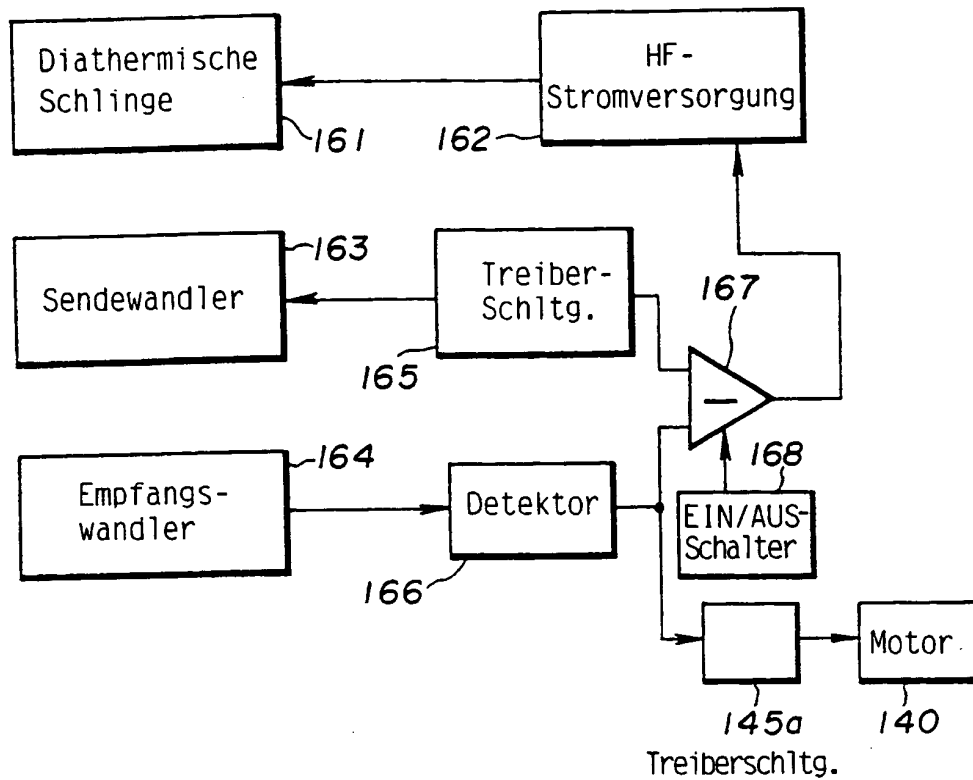 Diathermische
Schlinge
161
HF-
Stromversorgung
162
Sendewandler
163
Treiber-
Schltg.
165
167
Empfangs-
wandler
164
Detektor
166
168
EIN/AUS-
Schalter
145a
Treiberschltg.
Motor
140